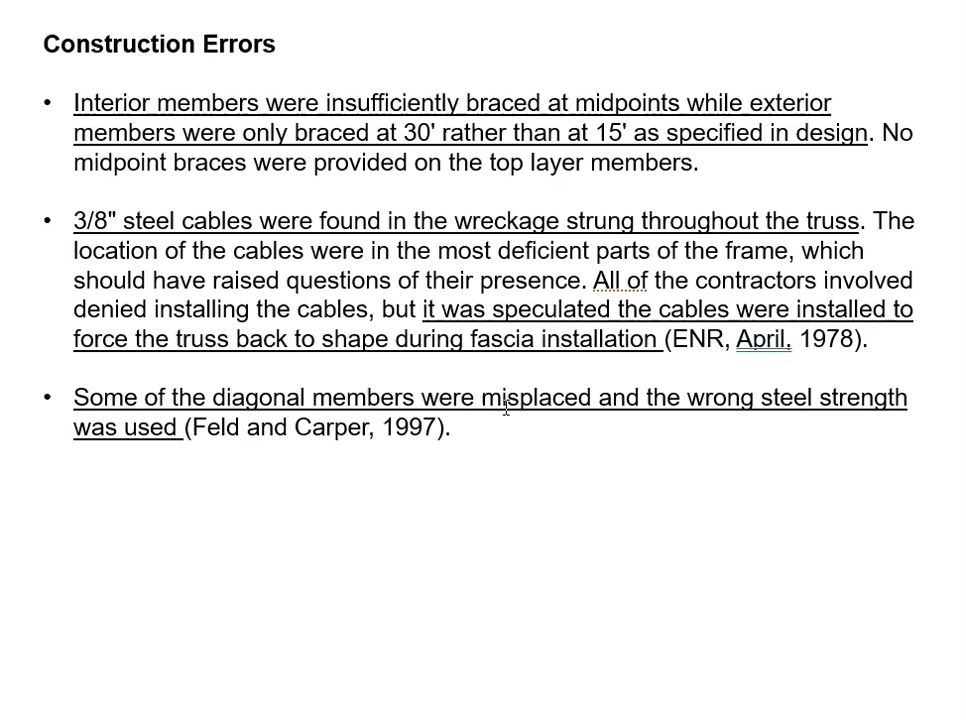 Construction Errors
• Interior members were insufficiently braced at midpoints while exterior
members were only braced at 30' rather than at 15' as specified in design. No
midpoint braces were provided on the top layer members.
• 3/8" steel cables were found in the wreckage strung throughout the truss. The
location of the cables were in the most deficient parts of the frame, which
should have raised questions of their presence. All of the contractors involved
denied installing the cables, but it was speculated the cables were installed to
force the truss back to shape during fascia installation (ENR, April. 1978).
• Some of the diagonal members were misplaced and the wrong steel strength
was used (Feld and Carper, 1997).